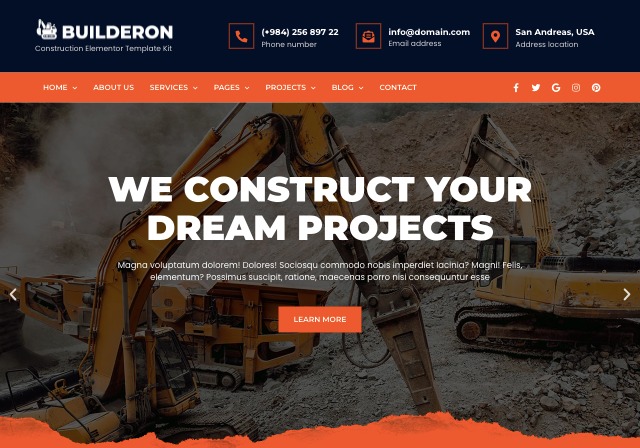 BUILDERON
Construction Elementor Template Kit
(+984) 256 897 22
Phone number
info@domain.com
Email address
San Andreas, USA
Address location
HOME
ABOUT US
SERVICES
PAGES
PROJECTS
BLOG
CONTACT
WE CONSTRUCT YOUR
DREAM PROJECTS
Magna voluptatum dolorem! Dolores! Sociosqu commodo nobis imperdiet lacinia? Magni! Felis,
elementum? Possimus suscipit, ratione, maecenas porro nisi consequuntur esse
LEARN MORE